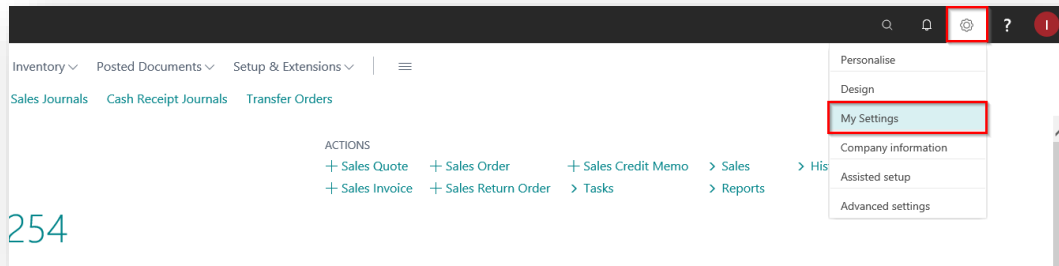 ? I
Inventory Posted Documents Setup & Extensions
Sales Journals Cash Receipt Journals Transfer Orders
Personalise
Design
My Settings
Company information
Assisted setup
Advanced settings
ACTIONS
+ Sales Quote + Sales Order + Sales Credit Memo > Sales > His
+ Sales Invoice + Sales Return Order > Tasks > Reports
254